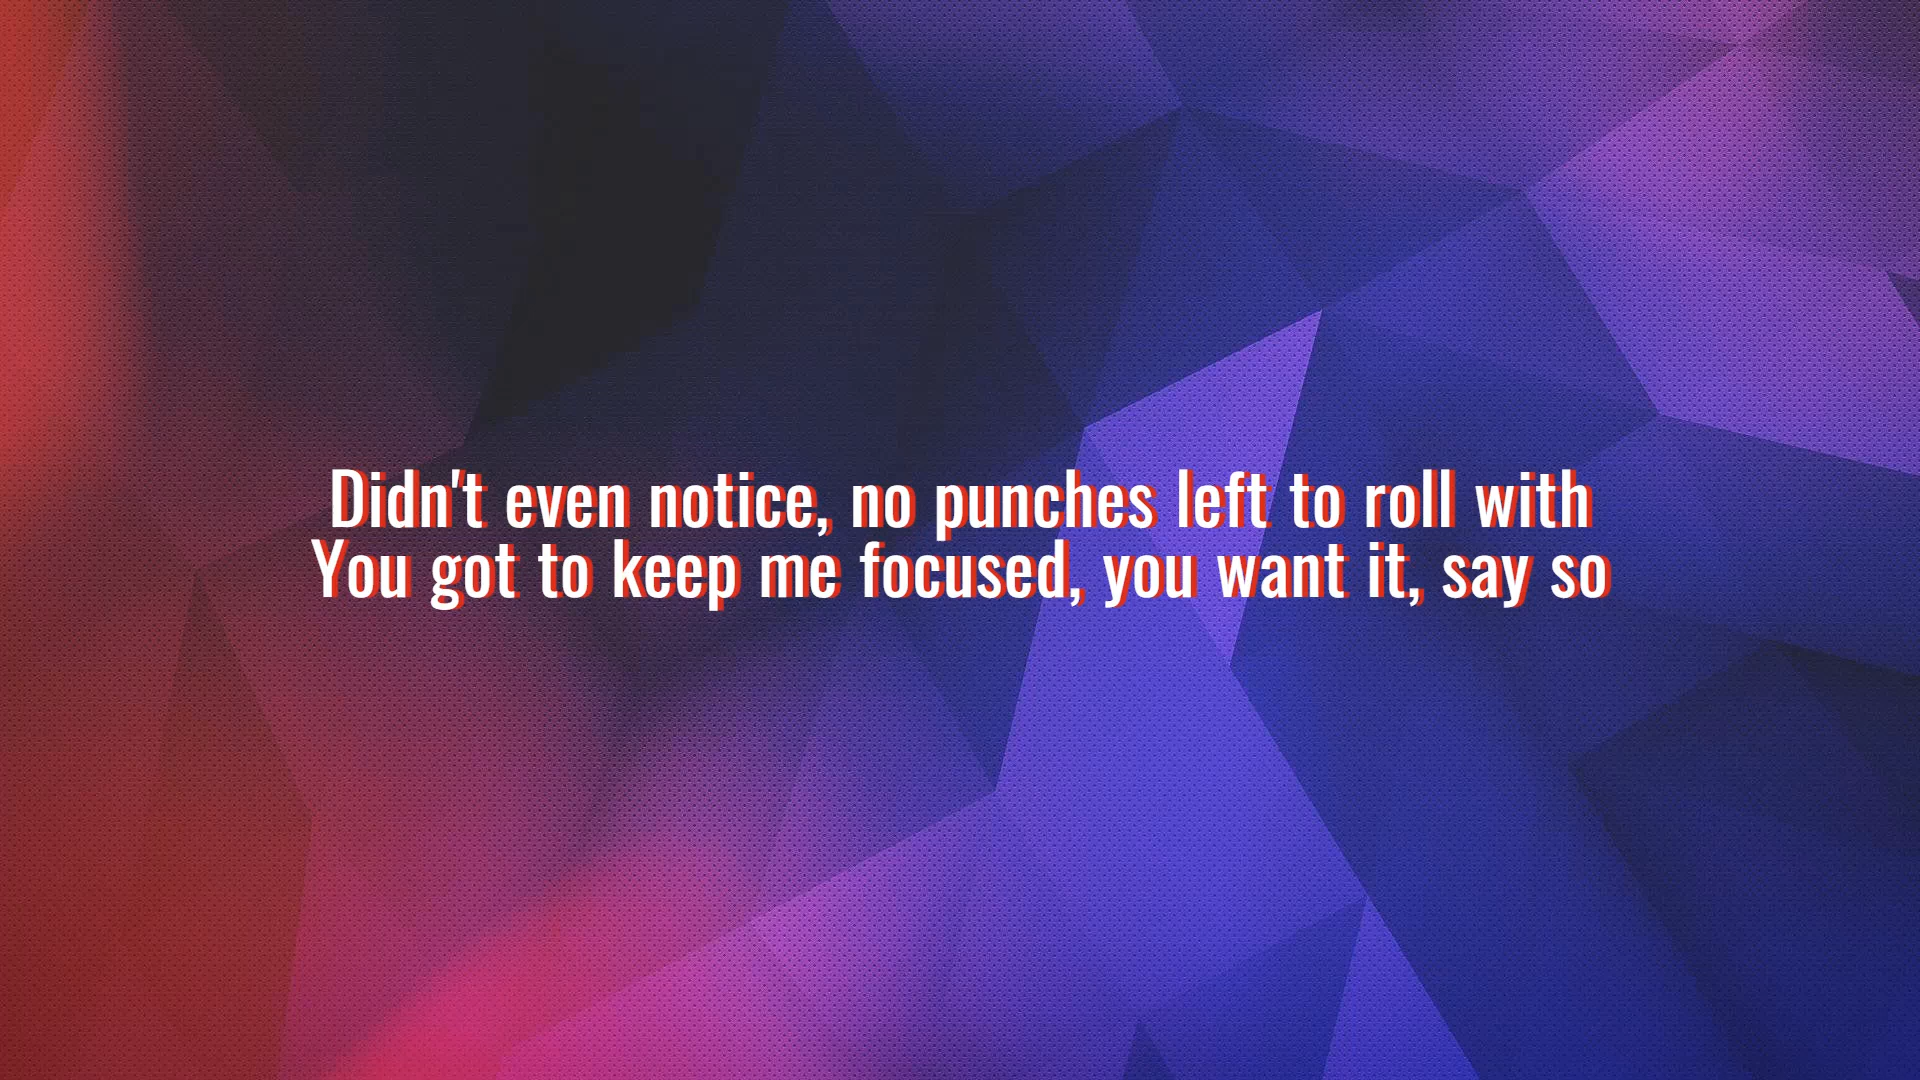 Didn't even notice, no punches left to roll with
You got to keep me focused, you want it, say so